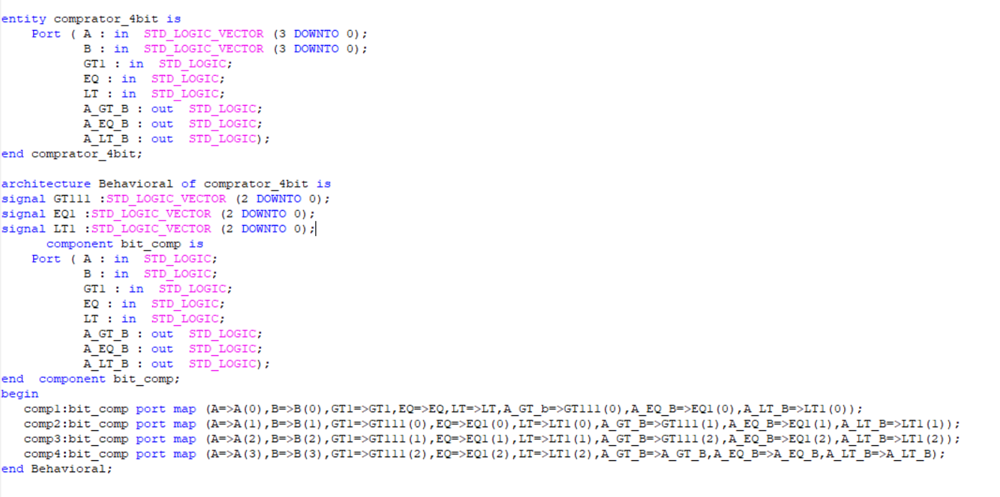 entity comprator_4bit is
    Port ( A : in  STD_LOGIC_VECTOR (3 DOWNTO 0);
           B : in  STD_LOGIC_VECTOR (3 DOWNTO 0);
           GT1 : in  STD_LOGIC;
           EQ : in  STD_LOGIC;
           LT : in  STD_LOGIC;
           A_GT_B : out  STD_LOGIC;
           A_EQ_B : out  STD_LOGIC;
           A_LT_B : out  STD_LOGIC);
end comprator_4bit;

architecture Behavioral of comprator_4bit is
signal GT111 :STD_LOGIC_VECTOR (2 DOWNTO 0);
signal EQ1 :STD_LOGIC_VECTOR (2 DOWNTO 0);
signal LT1 :STD_LOGIC_VECTOR (2 DOWNTO 0);
      component bit_comp is
    Port ( A : in  STD_LOGIC;
           B : in  STD_LOGIC;
           GT1 : in  STD_LOGIC;
           EQ : in  STD_LOGIC;
           LT : in  STD_LOGIC;
           A_GT_B : out  STD_LOGIC;
           A_EQ_B : out  STD_LOGIC;
           A_LT_B : out  STD_LOGIC);
end  component bit_comp;
begin
   comp1:bit_comp port map (A=>A(0),B=>B(0),GT1=>GT1,EQ=>EQ,LT=>LT,A_GT_b=>GT111(0),A_EQ_B=>EQ1(0),A_LT_B=>LT1(0));
   comp2:bit_comp port map (A=>A(1),B=>B(1),GT1=>GT111(0),EQ=>EQ1(0),LT=>LT1(0),A_GT_B=>GT111(1),A_EQ_B=>EQ1(1),A_LT_B=>LT1(1));
   comp3:bit_comp port map (A=>A(2),B=>B(2),GT1=>GT111(1),EQ=>EQ1(1),LT=>LT1(1),A_GT_B=>GT111(2),A_EQ_B=>EQ1(2),A_LT_B=>LT1(2));
   comp4:bit_comp port map (A=>A(3),B=>B(3),GT1=>GT111(2),EQ=>EQ1(2),LT=>LT1(2),A_GT_B=>A_GT_B,A_EQ_B=>A_EQ_B,A_LT_B=>A_LT_B);
end Behavioral;